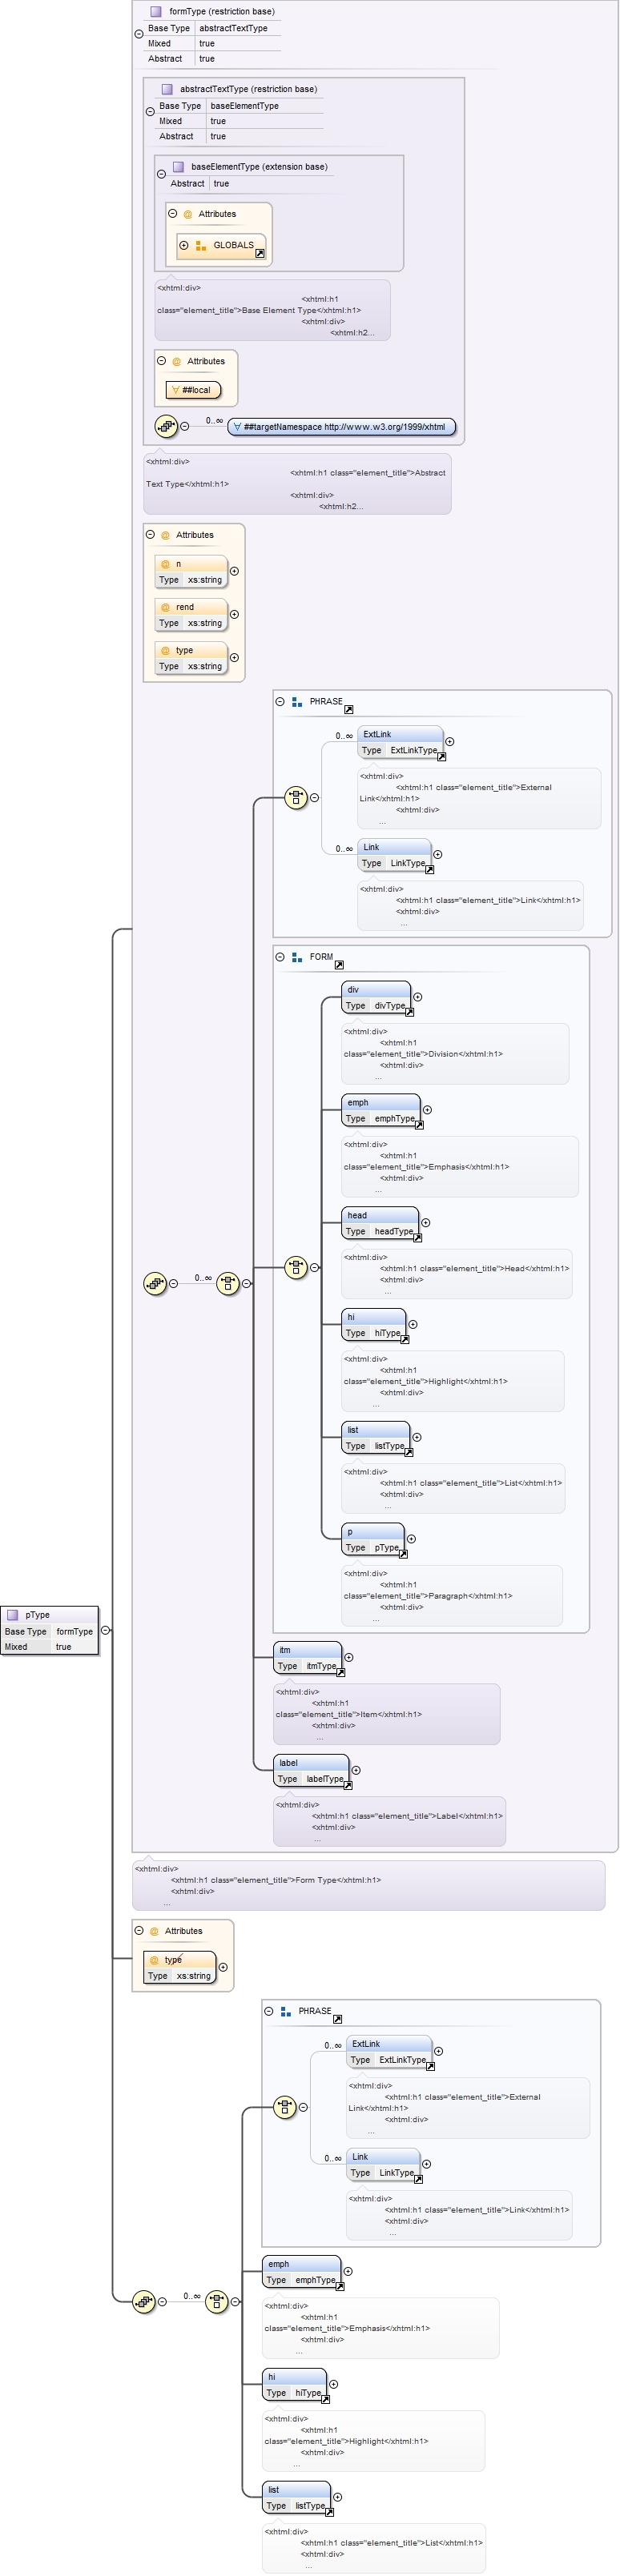 formType (restriction base)
Base Type abstractTextType
Mixed true
Abstract true
abstractTextType (restriction base)
Base Type baseElementType
Mixed true
Abstract true
baseElementType (extension base)
Abstract true
@ Attributes
GLOBALS
<xhtml:div>
<xhtml:h1
class="element_title">Base Element Type</xhtml:h1>
<xhtml:div>
<xhtml:h2...
@ Attributes
∀ ##local
0..∞
∀ ##targetNamespace http://www.w3.org/1999/xhtml
<xhtml:div>
<xhtml:h1 class="element_title">Abstract
Text Type</xhtml:h1>
<xhtml:div>
<xhtml:h2...
@ Attributes
@ n
Type xs:string
@ rend
Type xs:string
@ type
Type xs:string
PHRASE
0..∞
ExtLink
Type ExtLinkType
<xhtml:div>
<xhtml:h1 class="element_title">External
Link</xhtml:h1>
<xhtml:div>
...
0..∞
Link
Type LinkType
<xhtml:div>
<xhtml:h1 class="element_title">Link</xhtml:h1>
<xhtml:div>
...
FORM
div
Type divType
<xhtml:div>
<xhtml:h1
class="element_title">Division</xhtml:h1>
<xhtml:div>
...
emph
Type emphType
<xhtml:div>
<xhtml:h1
class="element_title">Emphasis</xhtml:h1>
<xhtml:div>
...
head
Type headType
<xhtml:div>
<xhtml:h1 class="element_title">Head</xhtml:h1>
<xhtml:div>
...
0..∞
hi
Type hiType
<xhtml:div>
<xhtml:h1
class="element_title">Highlight</xhtml:h1>
<xhtml:div>
...
list
Type listType
<xhtml:div>
<xhtml:h1 class="element_title">List</xhtml:h1>
<xhtml:div>
...
p
Type pType
<xhtml:div>
<xhtml:h1
class="element_title">Paragraph</xhtml:h1>
<xhtml:div>
...
pType
Base Type formType
Mixed true
itm
Type itmType
<xhtml:div>
<xhtml:h1
class="element_title">Item</xhtml:h1>
<xhtml:div>
...
label
Type labelType
<xhtml:div>
<xhtml:h1 class="element_title">Label</xhtml:h1>
<xhtml:div>
...
<xhtml:div>
<xhtml:h1 class="element_title">Form Type</xhtml:h1>
<xhtml:div>
...
@ Attributes
@ type
Type xs:string
PHRASE
0..∞
ExtLink
Type ExtLinkType
<xhtml:div>
<xhtml:h1 class="element_title">External
Link</xhtml:h1>
<xhtml:div>
...
0..∞
Link
Type LinkType
<xhtml:div>
<xhtml:h1 class="element_title">Link</xhtml:h1>
<xhtml:div>
...
0..∞
emph
Type emphType
<xhtml:div>
<xhtml:h1
class="element_title">Emphasis</xhtml:h1>
<xhtml:div>
...
hi
Type hiType
<xhtml:div>
<xhtml:h1
class="element_title">Highlight</xhtml:h1>
<xhtml:div>
...
list
Type listType
<xhtml:div>
<xhtml:h1 class="element_title">List</xhtml:h1>
<xhtml:div>
...